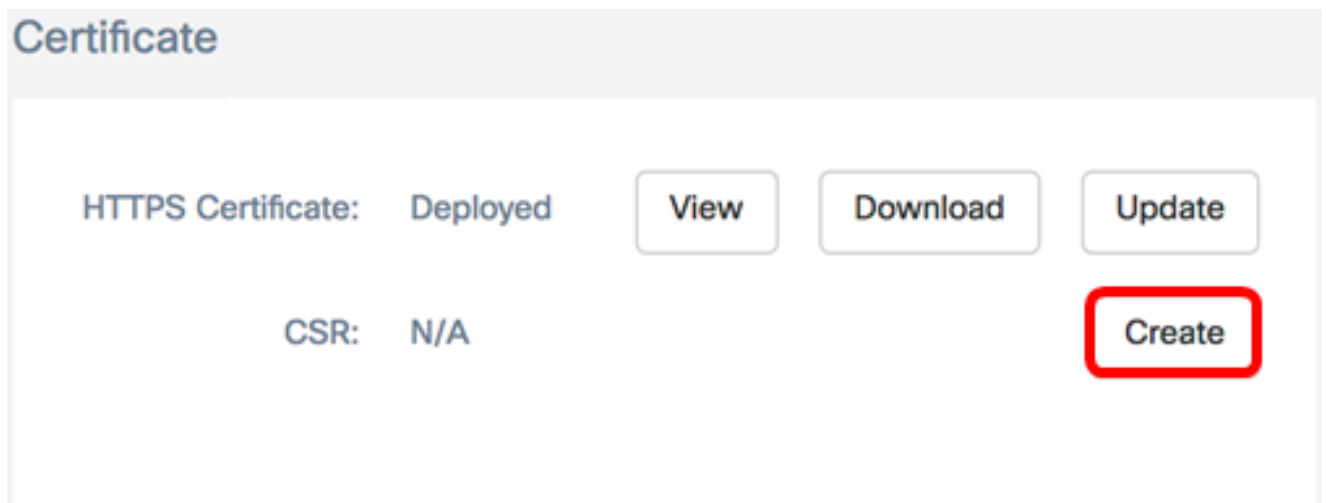 Certificate
HTTPS Certificate: Deployed View Download Update
CSR: N/A Create